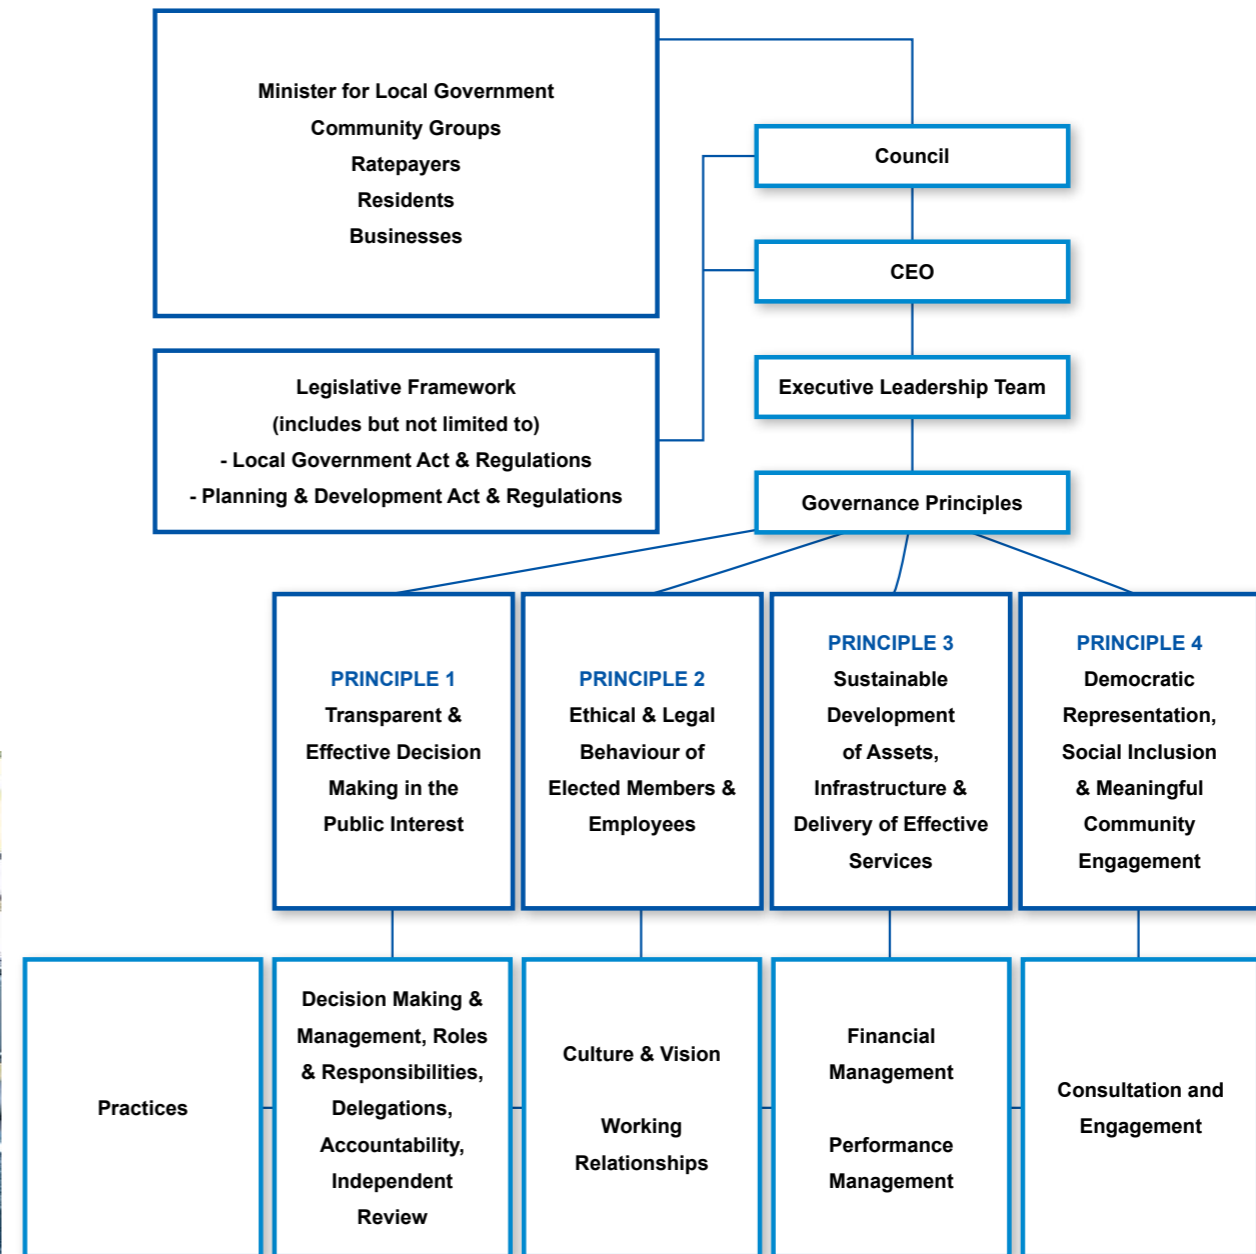 Minister for Local Government
Community Groups
Ratepayers
Residents
Businesses
Council
CEO
Legislative Framework
(includes but not limited to)
- Local Government Act & Regulations
- Planning & Development Act & Regulations
Executive Leadership Team
Governance Principles
PRINCIPLE 1
Transparent &
Effective Decision
Making in the
Public Interest
PRINCIPLE 2
Ethical & Legal
Behaviour of
Elected Members &
Employees
PRINCIPLE 3
Sustainable
Development
of Assets,
Infrastructure &
Delivery of Effective
Services
PRINCIPLE 4
Democratic
Representation,
Social Inclusion
& Meaningful
Community
Engagement
Practices
Decision Making &
Management, Roles
& Responsibilities,
Delegations,
Accountability,
Independent
Review
Culture & Vision
Working
Relationships
Financial
Management
Performance
Management
Consultation and
Engagement